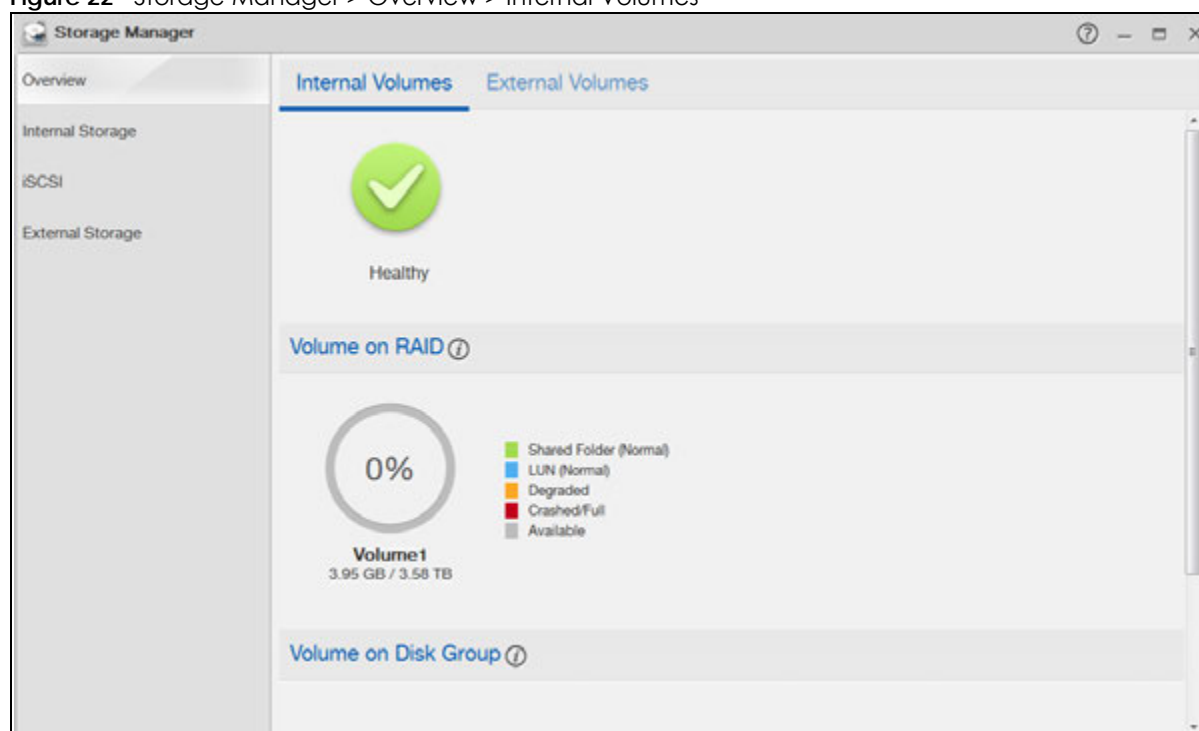 Figure 22 Storage Manager > Overview > Internal Volumes
Storage Manager
Overview
Internal Storage
iSCSI
External Storage
Internal Volumes External Volumes
Healthy
Volume on RAID
0%
Shared Folder (Normal)
LUN (Normal)
Degraded
Crashed/Full
Available
Volume1
3.95 GB / 3.58 TB
Volume on Disk Group